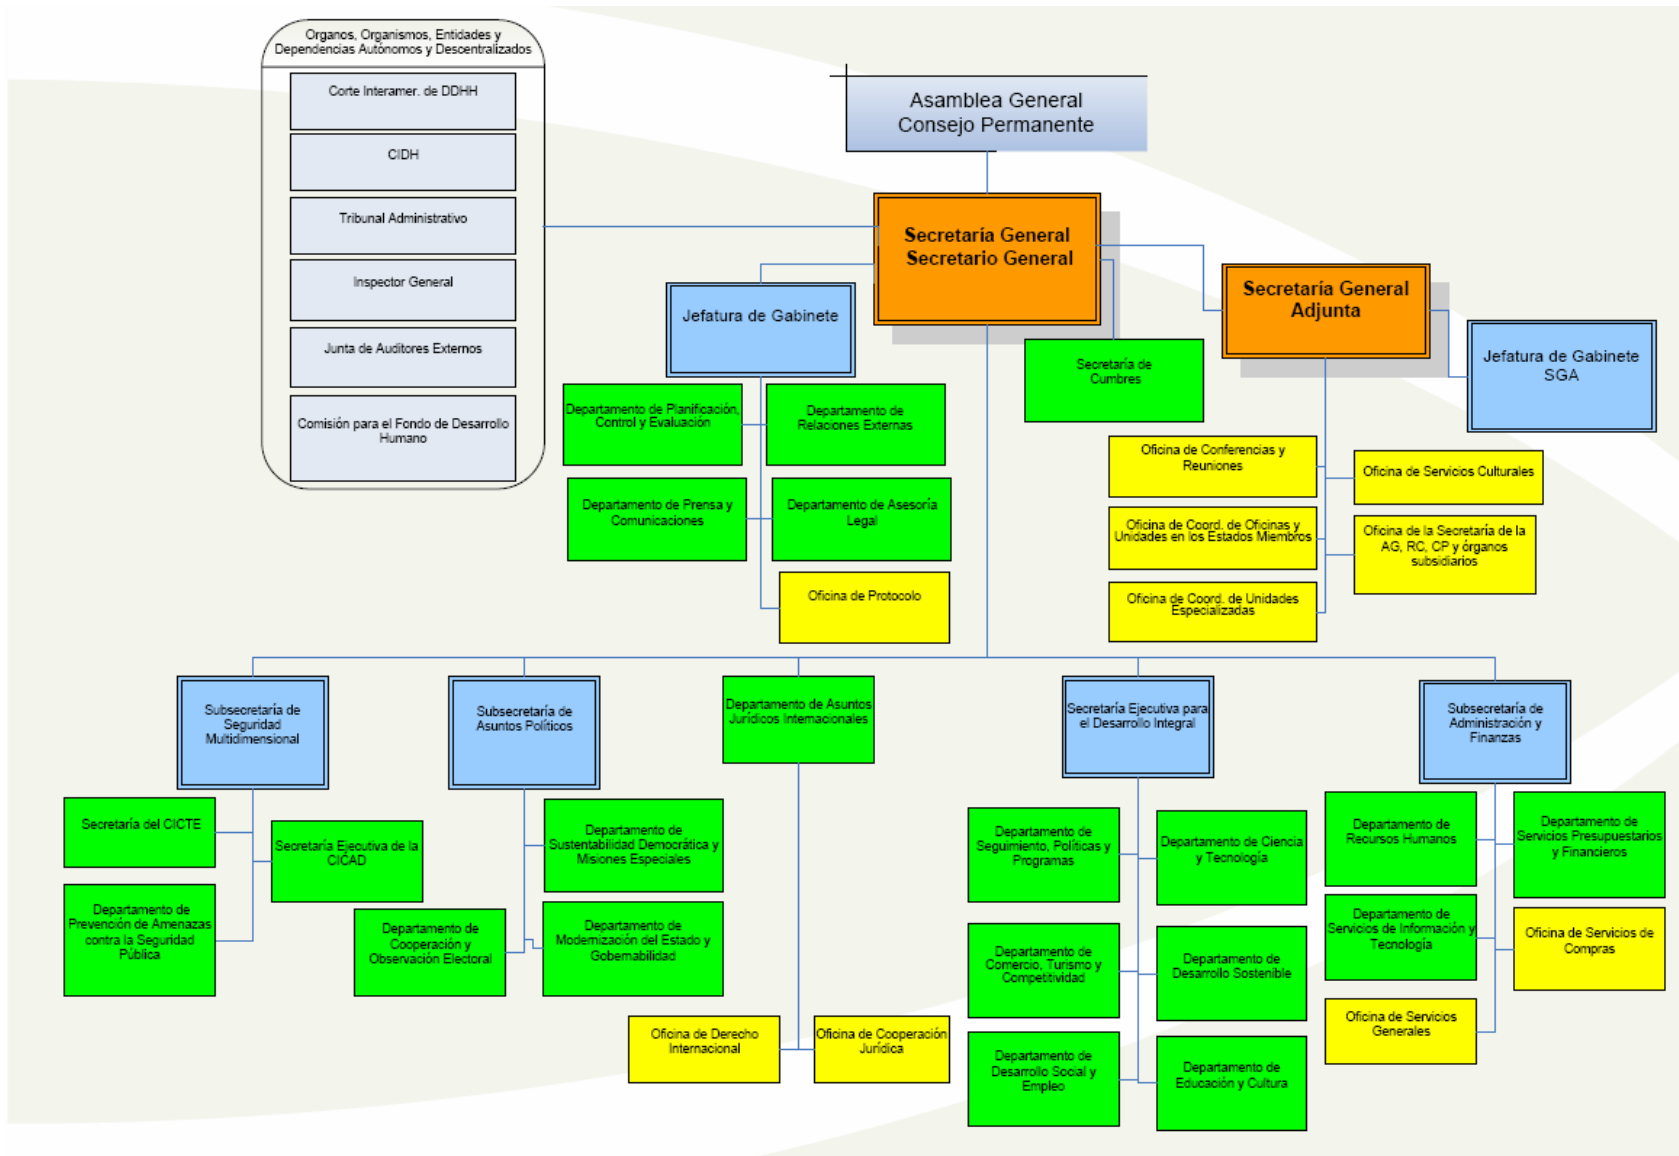 Organos, Organismos, Entidades y
Dependencias Autónomos y Descentralizados
Corte Interamer. de DDHH
CIDH
Tribunal Administrativo
Inspector General
Junta de Auditores Externos
Comisión para el Fondo de Desarrollo
Humano
Asamblea General
Consejo Permanente
Secretaría General
Secretario General
Secretaría General
Adjunta
Jefatura de Gabinete
Jefatura de Gabinete
SGA
Secretaría de
Cumbres
Departamento de Planificación,
Control y Evaluación
Departamento de
Relaciones Externas
Departamento de Prensa y
Comunicaciones
Departamento de Asesoría
Legal
Oficina de Protocolo
Oficina de Conferencias y
Reuniones
Oficina de Servicios Culturales
Oficina de Coord. de Oficinas y
Unidades en los Estados Miembros
Oficina de la Secretaría de la
AG, RC, CP y órganos
subsidiarios
Oficina de Coord. de Unidades
Especializadas
Subsecretaría de
Seguridad
Multidimensional
Subsecretaría de
Asuntos Políticos
Departamento de Asuntos
Jurídicos Internacionales
Secretaría Ejecutiva para
el Desarrollo Integral
Subsecretaría de
Administración y
Finanzas
Secretaría del CICTE
Secretaría Ejecutiva de la
CICAD
Departamento de
Prevención de Amenazas
contra la Seguridad
Pública
Departamento de
Sustentabilidad Democrática y
Misiones Especiales
Departamento de
Cooperación y
Observación Electoral
Departamento de
Modernización del Estado y
Gobernabilidad
Oficina de Derecho
Internacional
Oficina de Cooperación
Jurídica
Departamento de
Seguimiento, Políticas y
Programas
Departamento de Ciencia
y Tecnología
Departamento de
Comercio, Turismo y
Competitividad
Departamento de
Desarrollo Sostenible
Departamento de
Desarrollo Social y
Empleo
Departamento de
Educación y Cultura
Departamento de
Recursos Humanos
Departamento de
Servicios Presupuestarios
y Financieros
Departamento de
Servicios de Información y
Tecnología
Oficina de Servicios de
Compras
Oficina de Servicios
Generales